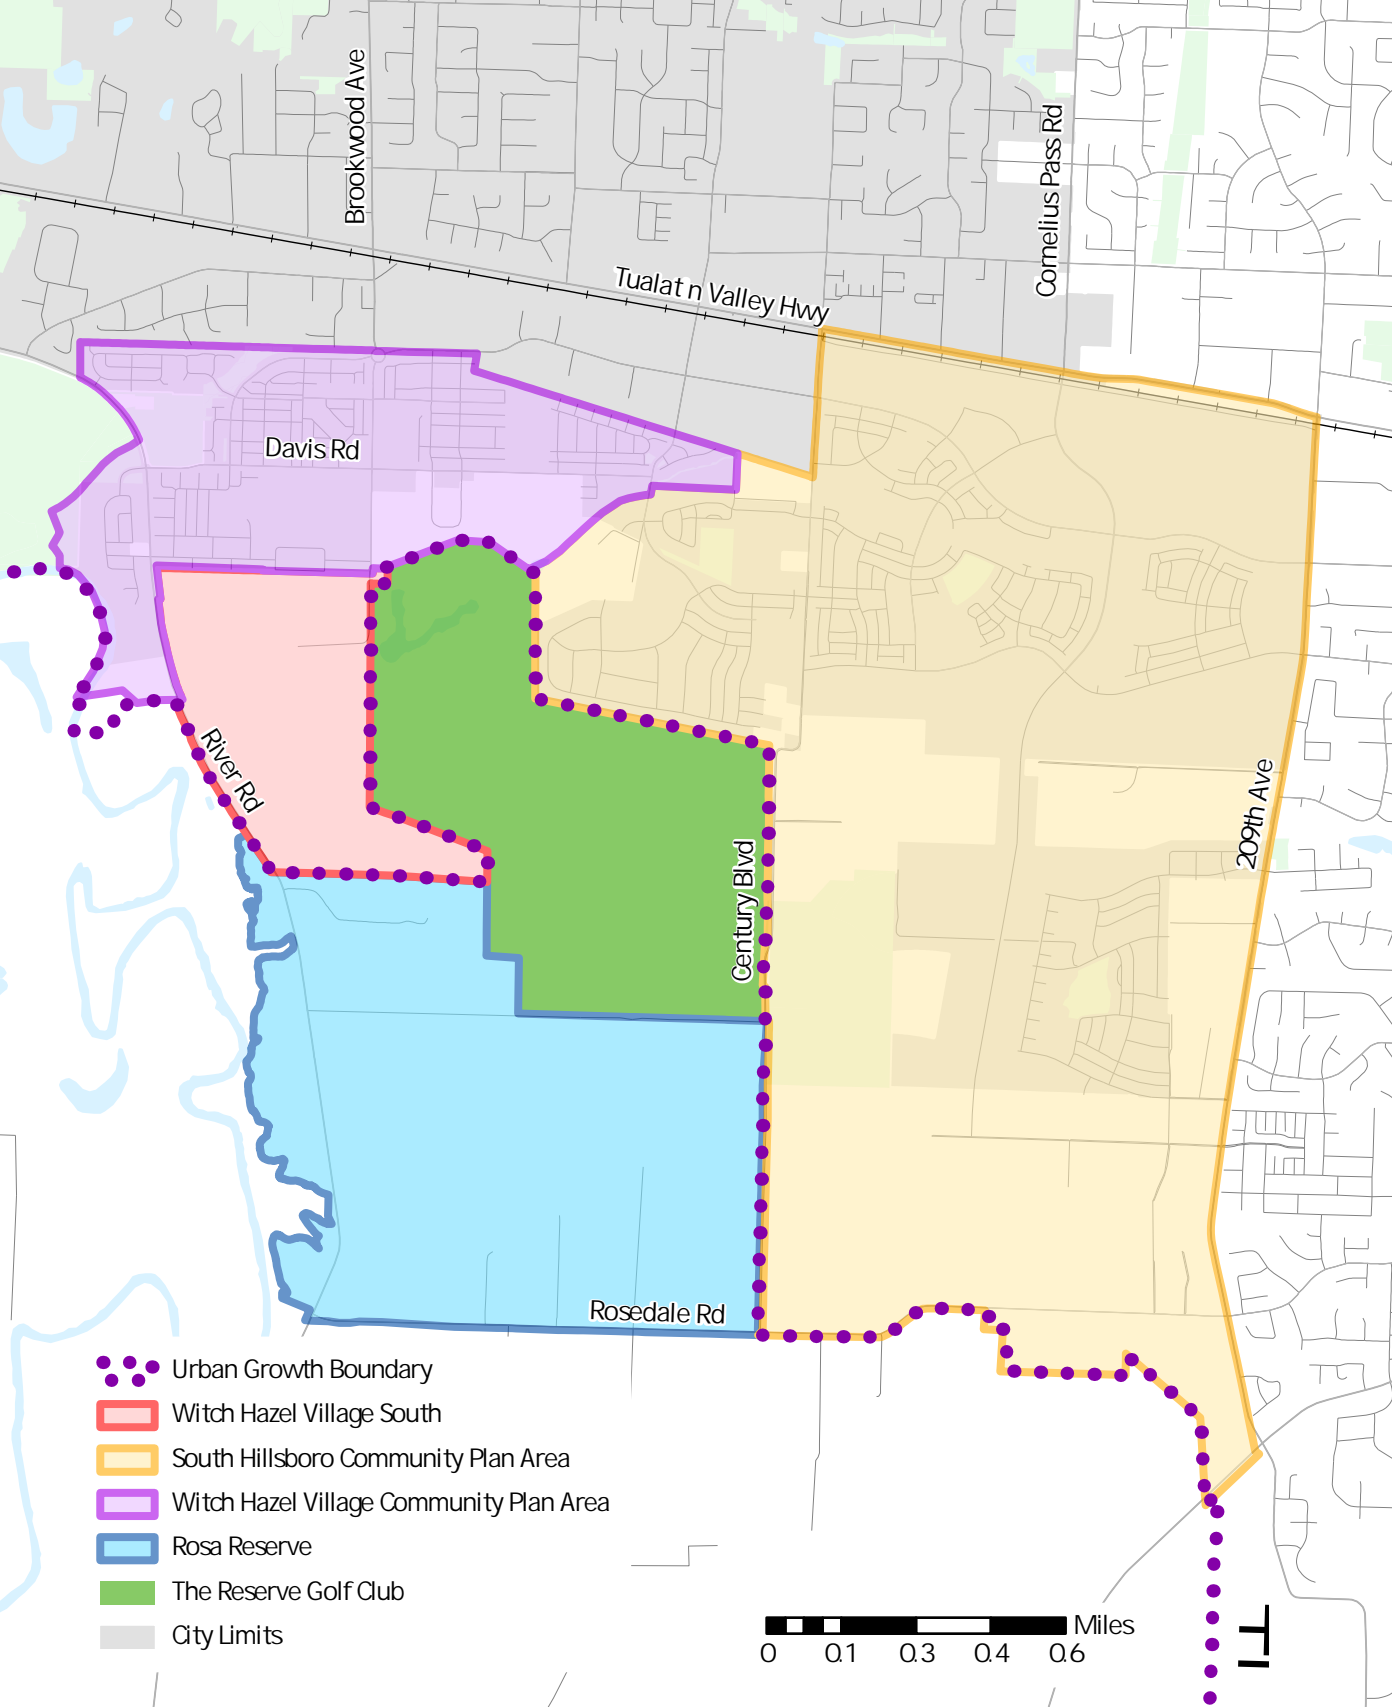 Brookwood Ave
Cornelius Pass Rd
Tualat n Valley Hwy
Davis Rd
River Rd
209th Ave
Century Blvd
Rosedale Rd
Urban Growth Boundary
Witch Hazel Village South
South Hillsboro Community Plan Area
Witch Hazel Village Community Plan Area
Rosa Reserve
The Reserve Golf Club
City Limits
Miles
0 0.1 0.3 0.4 0.6